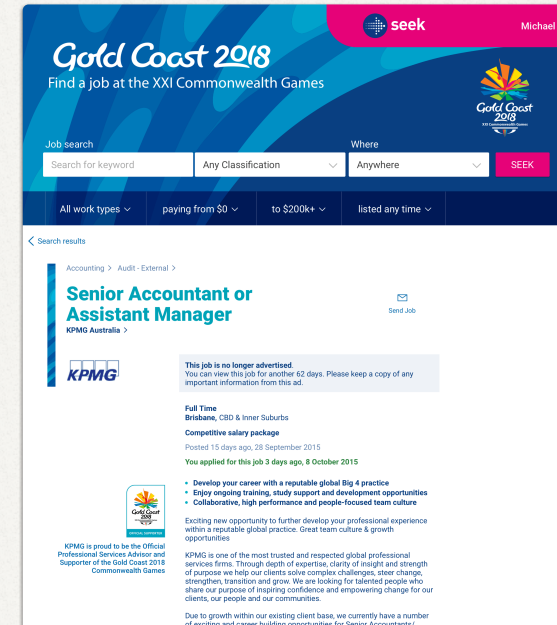 seek
Michael
Gold Coast 2018
Find a job at the XXI Commonwealth Games
Gold Coast
2018
XXI Commonwealth Games
Job search
Where
Search for keyword
Any Classification
Anywhere
SEEK
All work types
paying from $0
to $200k+
listed any time
Search results
Accounting > Audit - External >
Senior Accountant or
Assistant Manager
KPMG Australia >
Send Job
KPMG
This job is no longer advertised.
You can view this job for another 62 days. Please keep a copy of any
important information from this ad.
Full Time
Brisbane, CBD & Inner Suburbs
Competitive salary package
Posted 15 days ago, 28 September 2015
You applied for this job 3 days ago, 8 October 2015
• Develop your career with a reputable global Big 4 practice
• Enjoy ongoing training, study support and development opportunities
• Collaborative, high performance and people-focused team culture
Gold Coast
2018
OFFICIAL SUPPORTER
KPMG is proud to be the Official
Professional Services Advisor and
Supporter of the Gold Coast 2018
Commonwealth Games
Exciting new opportunity to further develop your professional experience
within a reputable global practice. Great team culture & growth
opportunities
KPMG is one of the most trusted and respected global professional
services firms. Through depth of expertise, clarity of insight and strength
of purpose we help our clients solve complex challenges, steer change,
strengthen, transition and grow. We are looking for talented people who
share our purpose of inspiring confidence and empowering change for our
clients, our people and our communities.
Due to growth within our existing client base, we currently have a number
of exciting and career building opportunities for Senior Accountants/